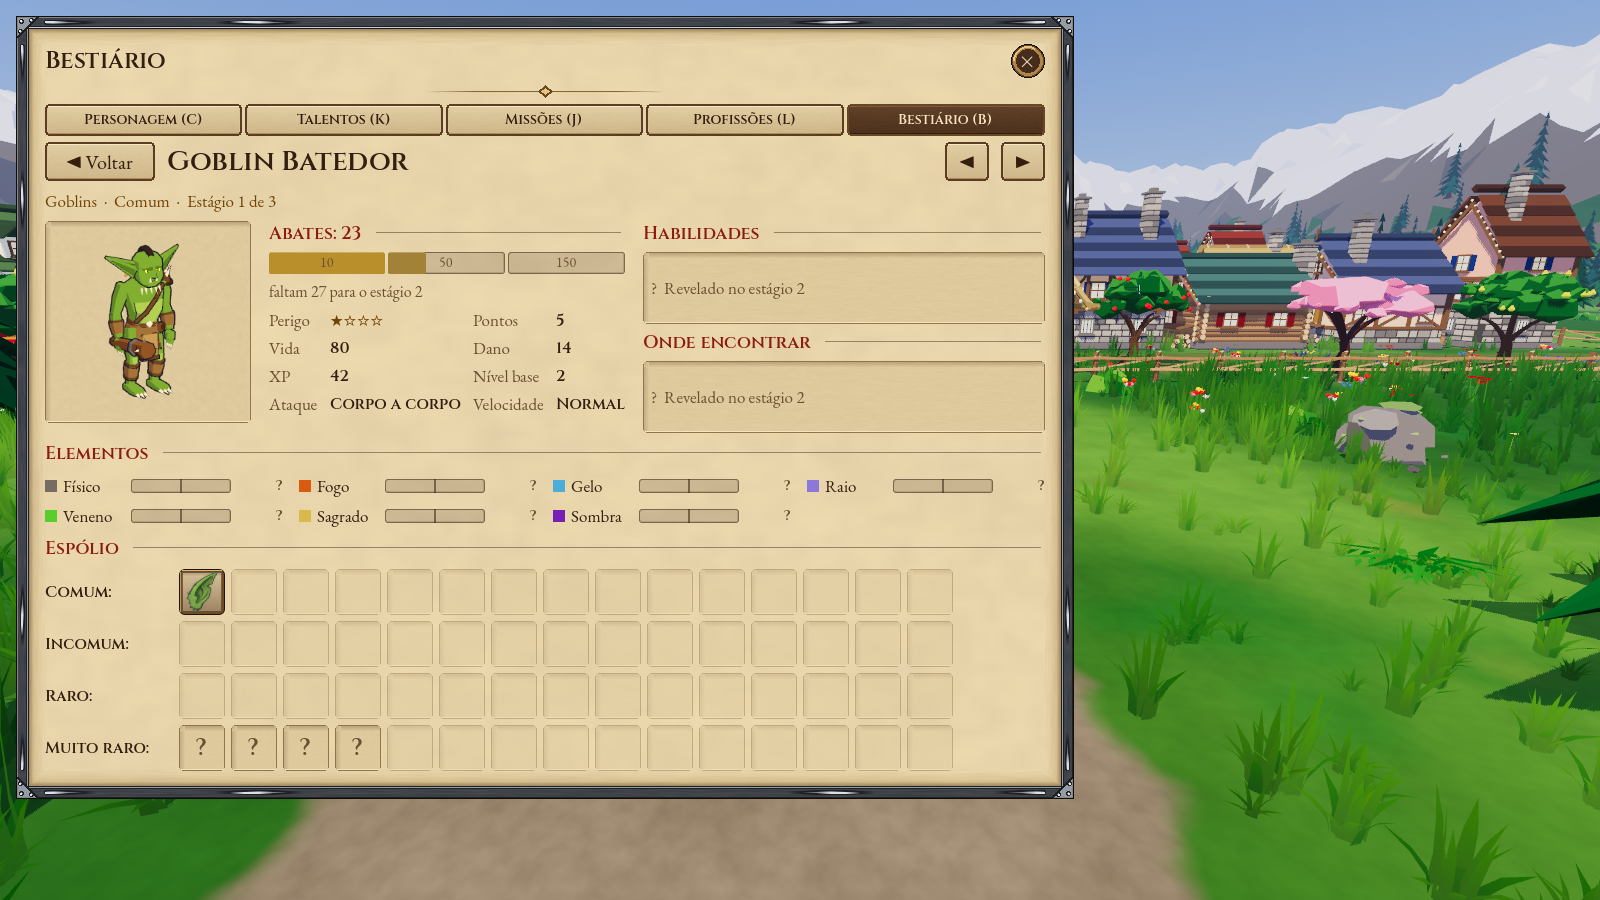 Bestiário
Personagem (C)
Talentos (K)
Missões (J)
Profissões (L)
Bestiário (B)
◀ Voltar
Goblin Batedor
◀
▶
Goblins · Comum · Estágio 1 de 3
Abates: 23
10
50
150
faltam 27 para o estágio 2
Perigo ★☆☆☆ Pontos 5
Vida 80 Dano 14
XP 42 Nível base 2
Ataque Corpo a corpo Velocidade Normal
Habilidades
? Revelado no estágio 2
Onde encontrar
? Revelado no estágio 2
Elementos
Físico ? Fogo ? Gelo ? Raio ?
Veneno ? Sagrado ? Sombra ?
Espólio
Comum:
Incomum:
Raro:
Muito raro: ? ? ? ?